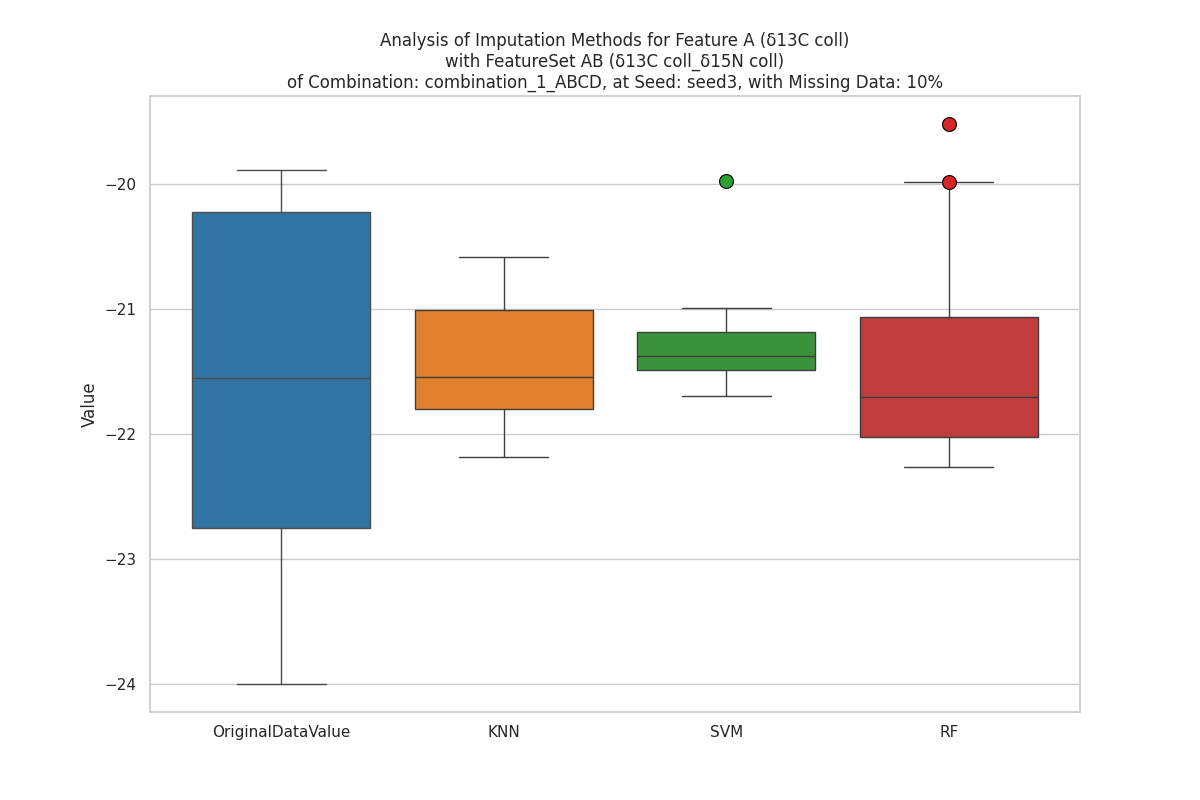 Analysis of Imputation Methods for Feature A (δ13C coll)
with FeatureSet AB (δ13C coll_δ15N coll)
of Combination: combination_1_ABCD, at Seed: seed3, with Missing Data: 10%
Value
−20
−21
−22
−23
−24
OriginalDataValue
KNN
SVM
RF